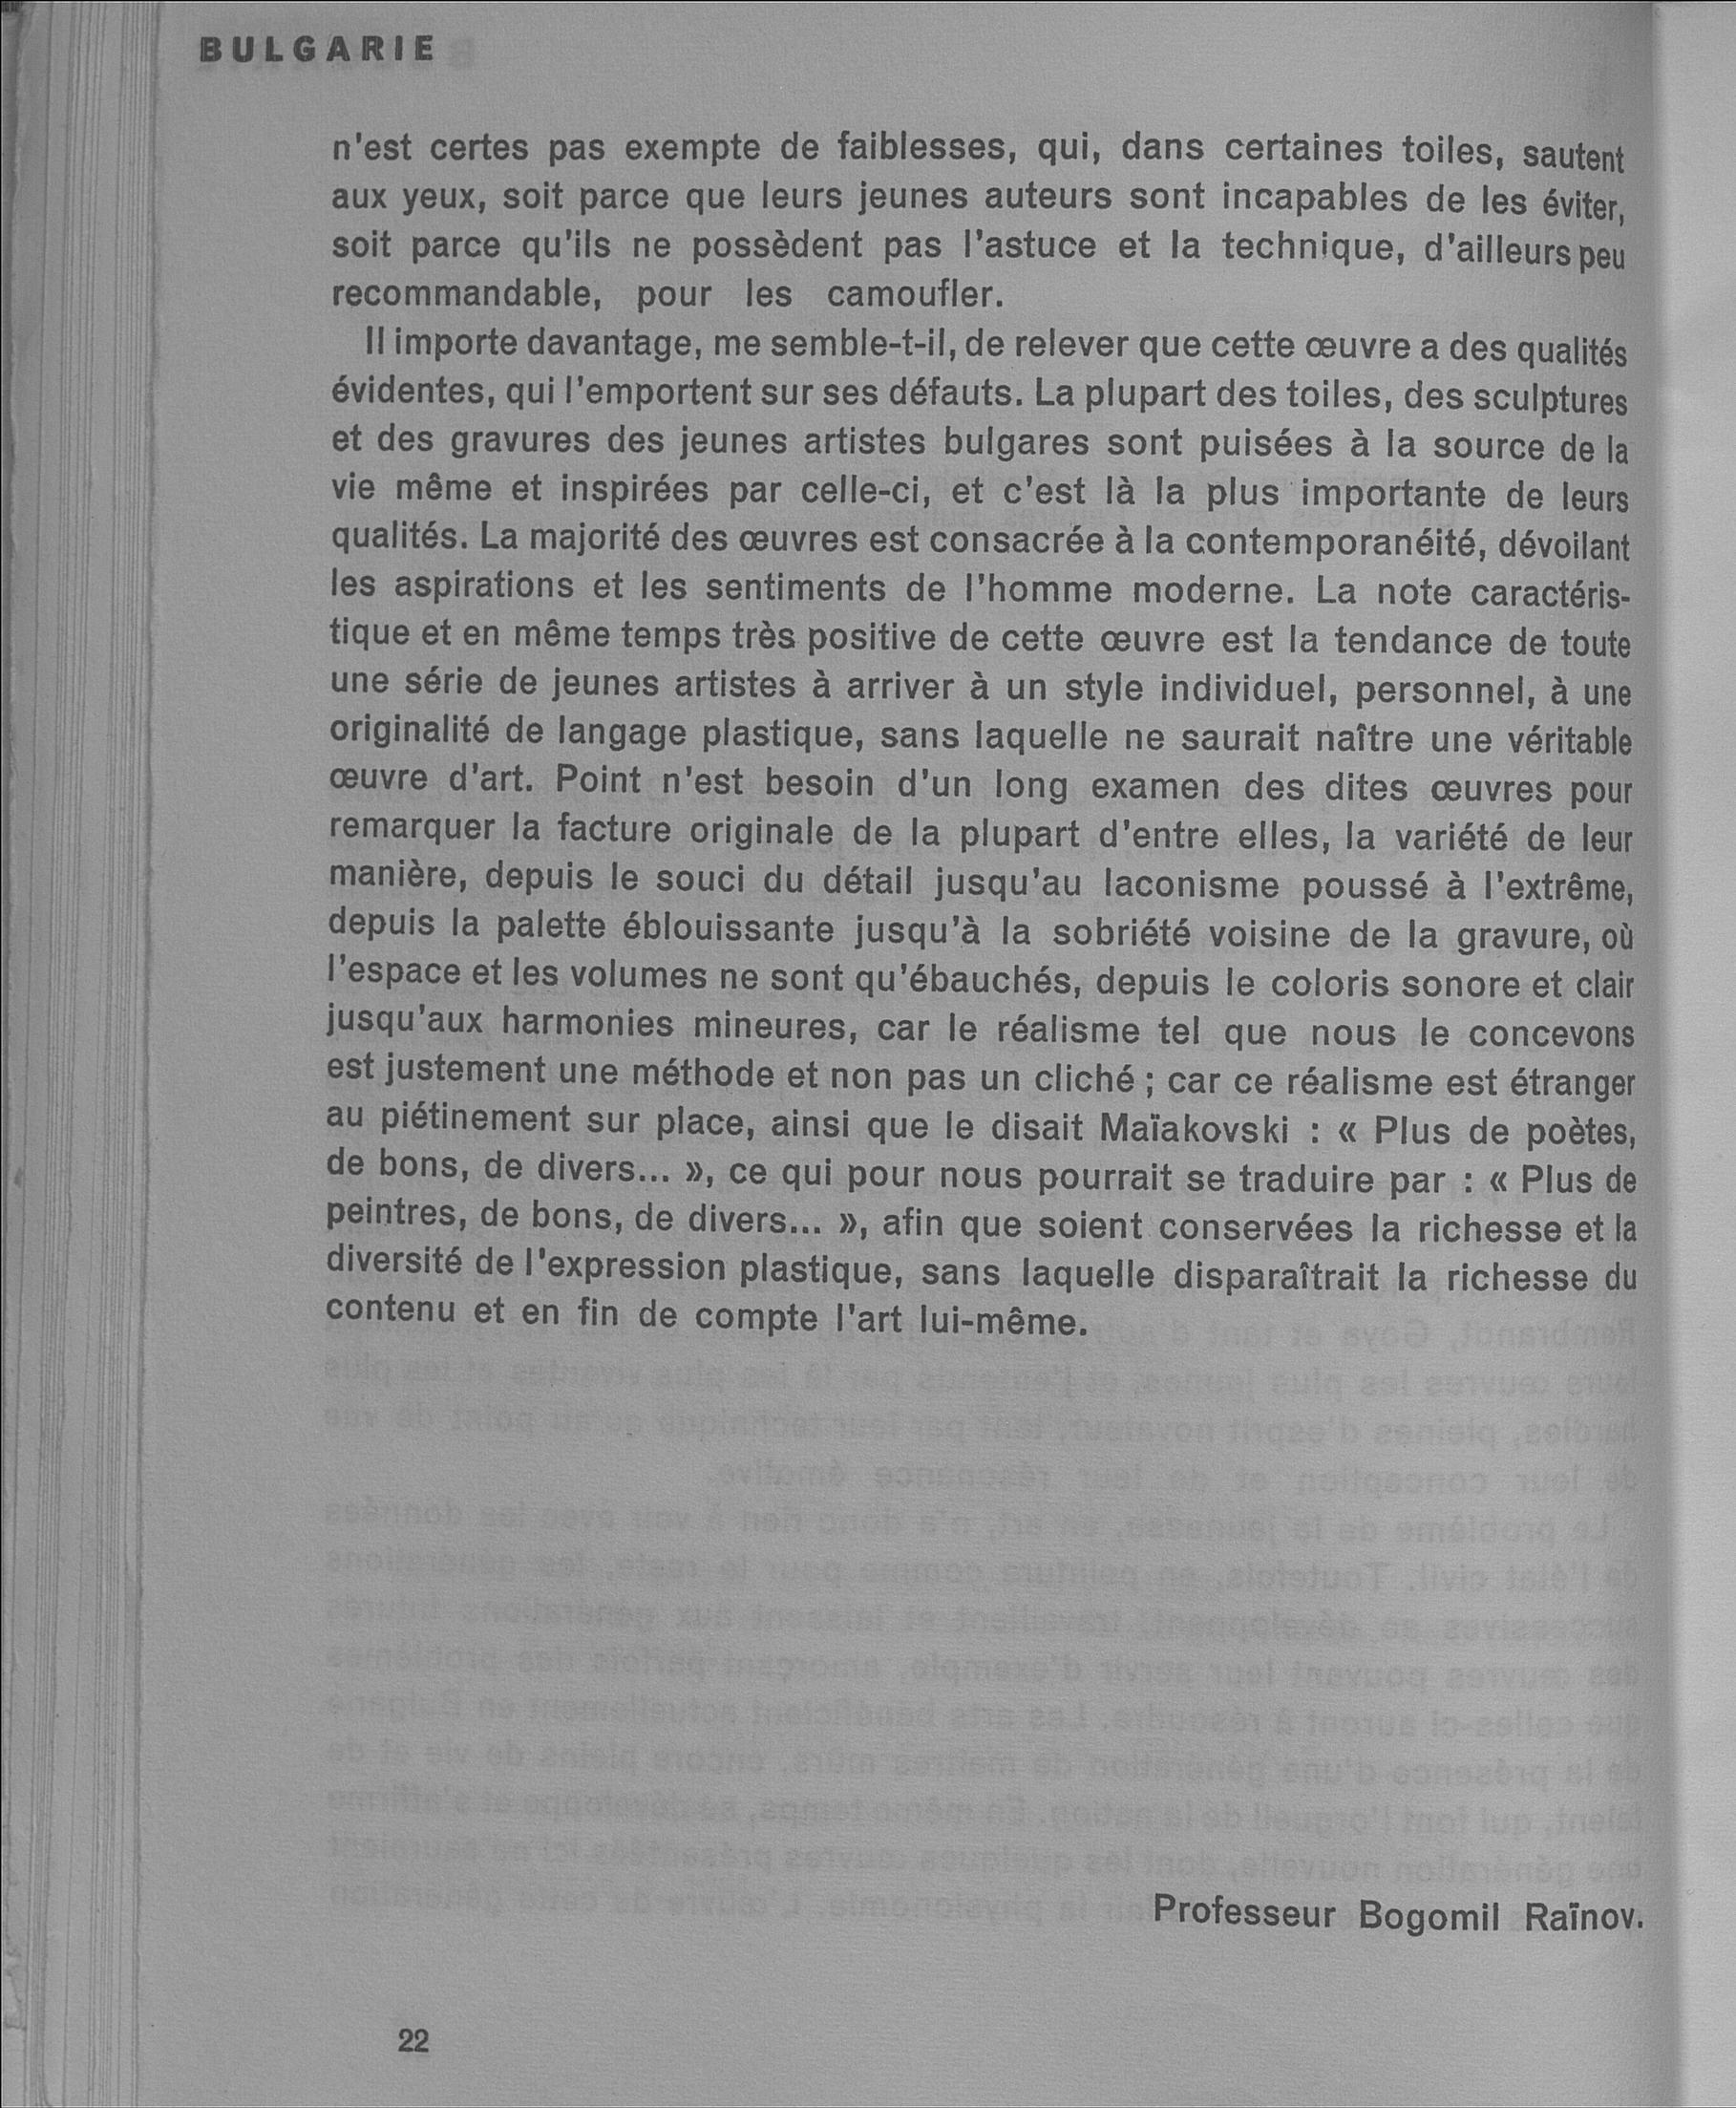 BULGARIE
n'est certes pas exempte de faiblesses, qui, dans certaines toiles, sautent
aux yeux, soit parce que leurs jeunes auteurs sont incapables de les éviter,
soit parce qu'ils ne possèdent pas l'astuce et la technique, d'ailleurs peu
recommandable, pour les camoufler.
Il importe davantage, me semble-t-il, de relever que cette œuvre a des qualités
évidentes, qui l'emportent sur ses défauts. La plupart des toiles, des sculptures
et des gravures des jeunes artistes bulgares sont puisées à la source de la
vie même et inspirées par celle-ci, et c'est là la plus importante de leurs
qualités. La majorité des œuvres est consacrée à la contemporanéité, dévoilant
les aspirations et les sentiments de l'homme moderne. La note caractéris-
tique et en même temps très positive de cette œuvre est la tendance de toute
une série de jeunes artistes à arriver à un style individuel, personnel, à une
originalité de langage plastique, sans laquelle ne saurait naître une véritable
œuvre d'art. Point n'est besoin d'un long examen des dites œuvres pour
remarquer la facture originale de la plupart d'entre elles, la variété de leur
manière, depuis le souci du détail jusqu'au laconisme poussé à l'extrême,
depuis la palette éblouissante jusqu'à la sobriété voisine de la gravure, où
l'espace et les volumes ne sont qu'ébauchés, depuis le coloris sonore et clair
jusqu'aux harmonies mineures, car le réalisme tel que nous le concevons
est justement une méthode et non pas un cliché ; car ce réalisme est étranger
au piétinement sur place, ainsi que le disait Maïakovski : « Plus de poètes,
de bons, de divers... », ce qui pour nous pourrait se traduire par : « Plus de
peintres, de bons, de divers... », afin que soient conservées la richesse et la
diversité de l'expression plastique, sans laquelle disparaîtrait la richesse du
contenu et en fin de compte l'art lui-même.
Professeur Bogomil Raïnov.
22